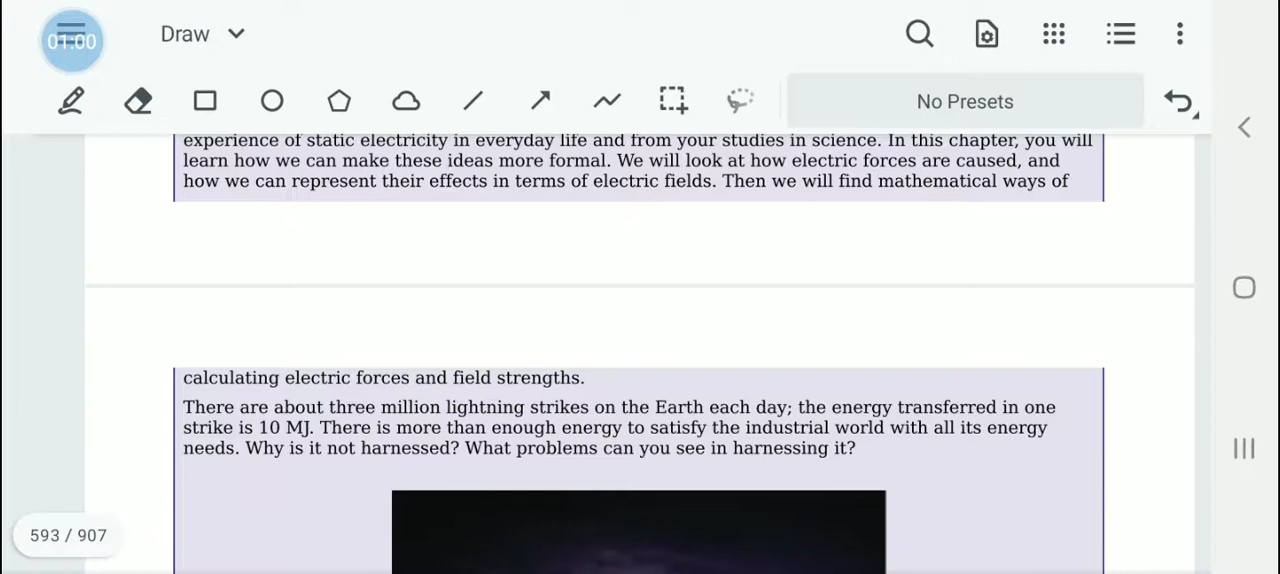 01:00
Draw
No Presets
experience of static electricity in everyday life and from your studies in science. In this chapter, you will
learn how we can make these ideas more formal. We will look at how electric forces are caused, and
how we can represent their effects in terms of electric fields. Then we will find mathematical ways of
calculating electric forces and field strengths.
There are about three million lightning strikes on the Earth each day; the energy transferred in one
strike is 10 MJ. There is more than enough energy to satisfy the industrial world with all its energy
needs. Why is it not harnessed? What problems can you see in harnessing it?
593 / 907